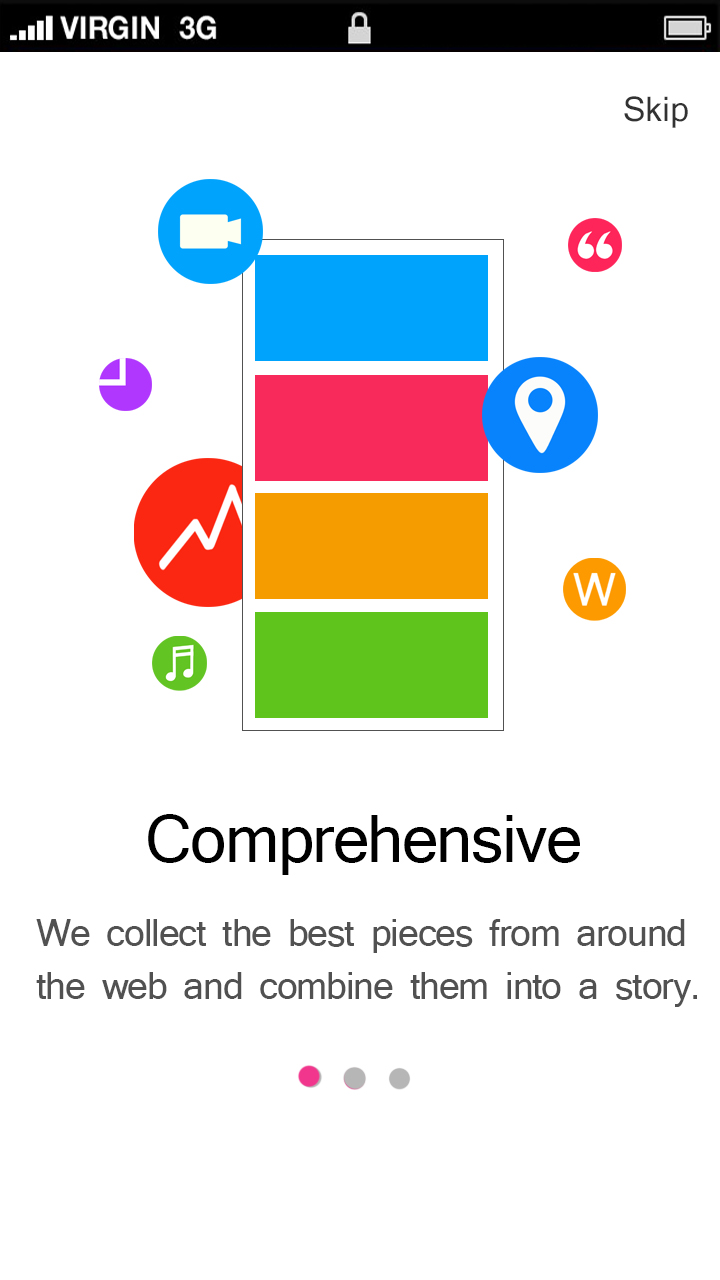 VIRGIN 3G
Skip
W
Comprehensive
We collect the best pieces from around
the web and combine them into a story.